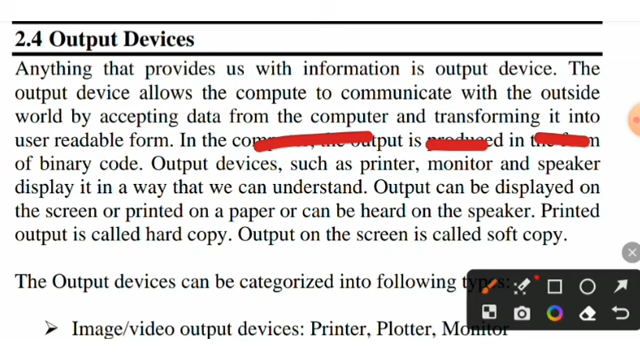 2.4 Output Devices
Anything that provides us with information is output device. The
output device allows the compute to communicate with the outside
world by accepting data from the computer and transforming it into
user readable form. In the output is produced in the form
of binary code. Output devices, such as printer, monitor and speaker
display it in a way that we can understand. Output can be displayed on
the screen or printed on a paper or can be heard on the speaker. Printed
output is called hard copy. Output on the screen is called soft copy.
The Output devices can be categorized into following types:
➢ Image/video output devices: Printer, Plotter, Monitor